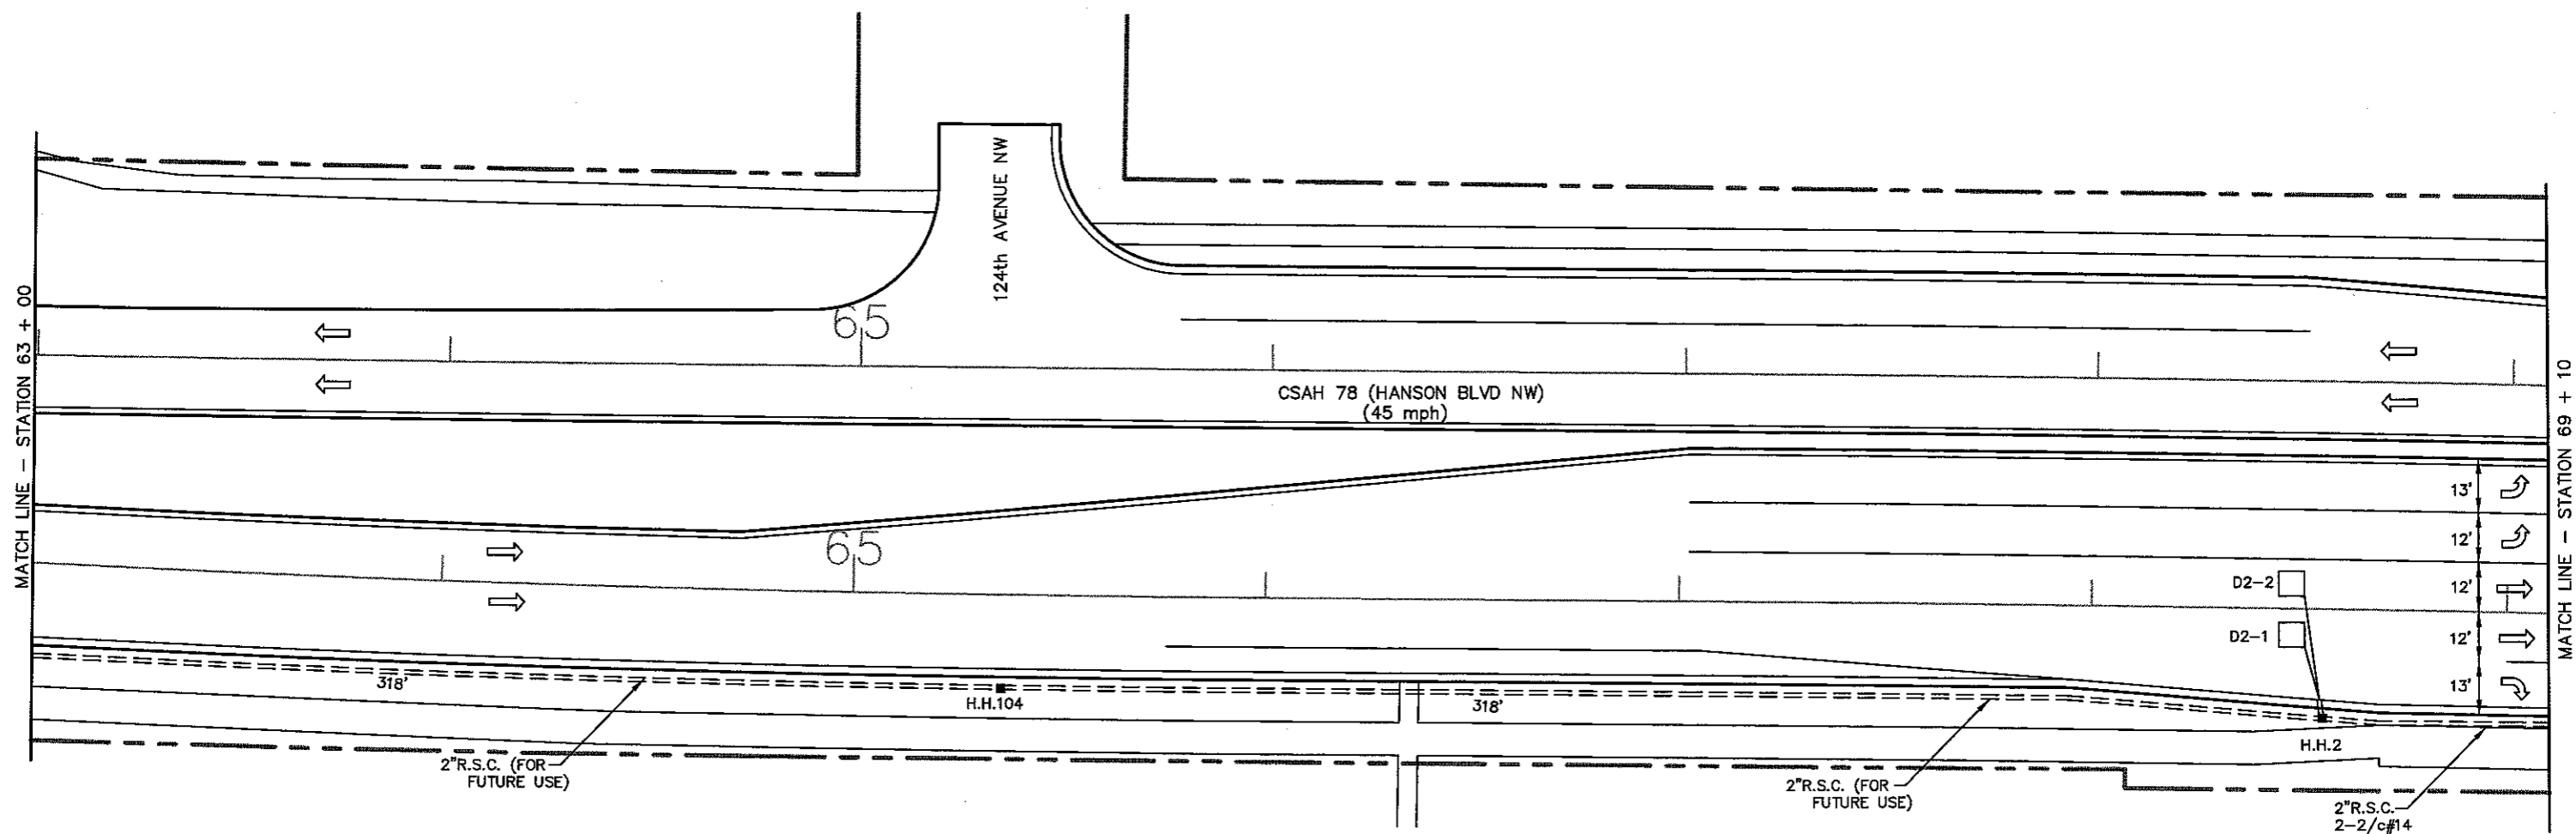 MATCH LINE – STATION 63 + 00
124th AVENUE NW
65
CSAH 78 (HANSON BLVD NW)
(45 mph)
65
13'
12'
12'
12'
13'
D2-2
D2-1
318'
H.H.104
318'
H.H.2
2"R.S.C. (FOR
FUTURE USE)
2"R.S.C. (FOR
FUTURE USE)
2"R.S.C.
2-2/c#14
MATCH LINE – STATION 69 + 10